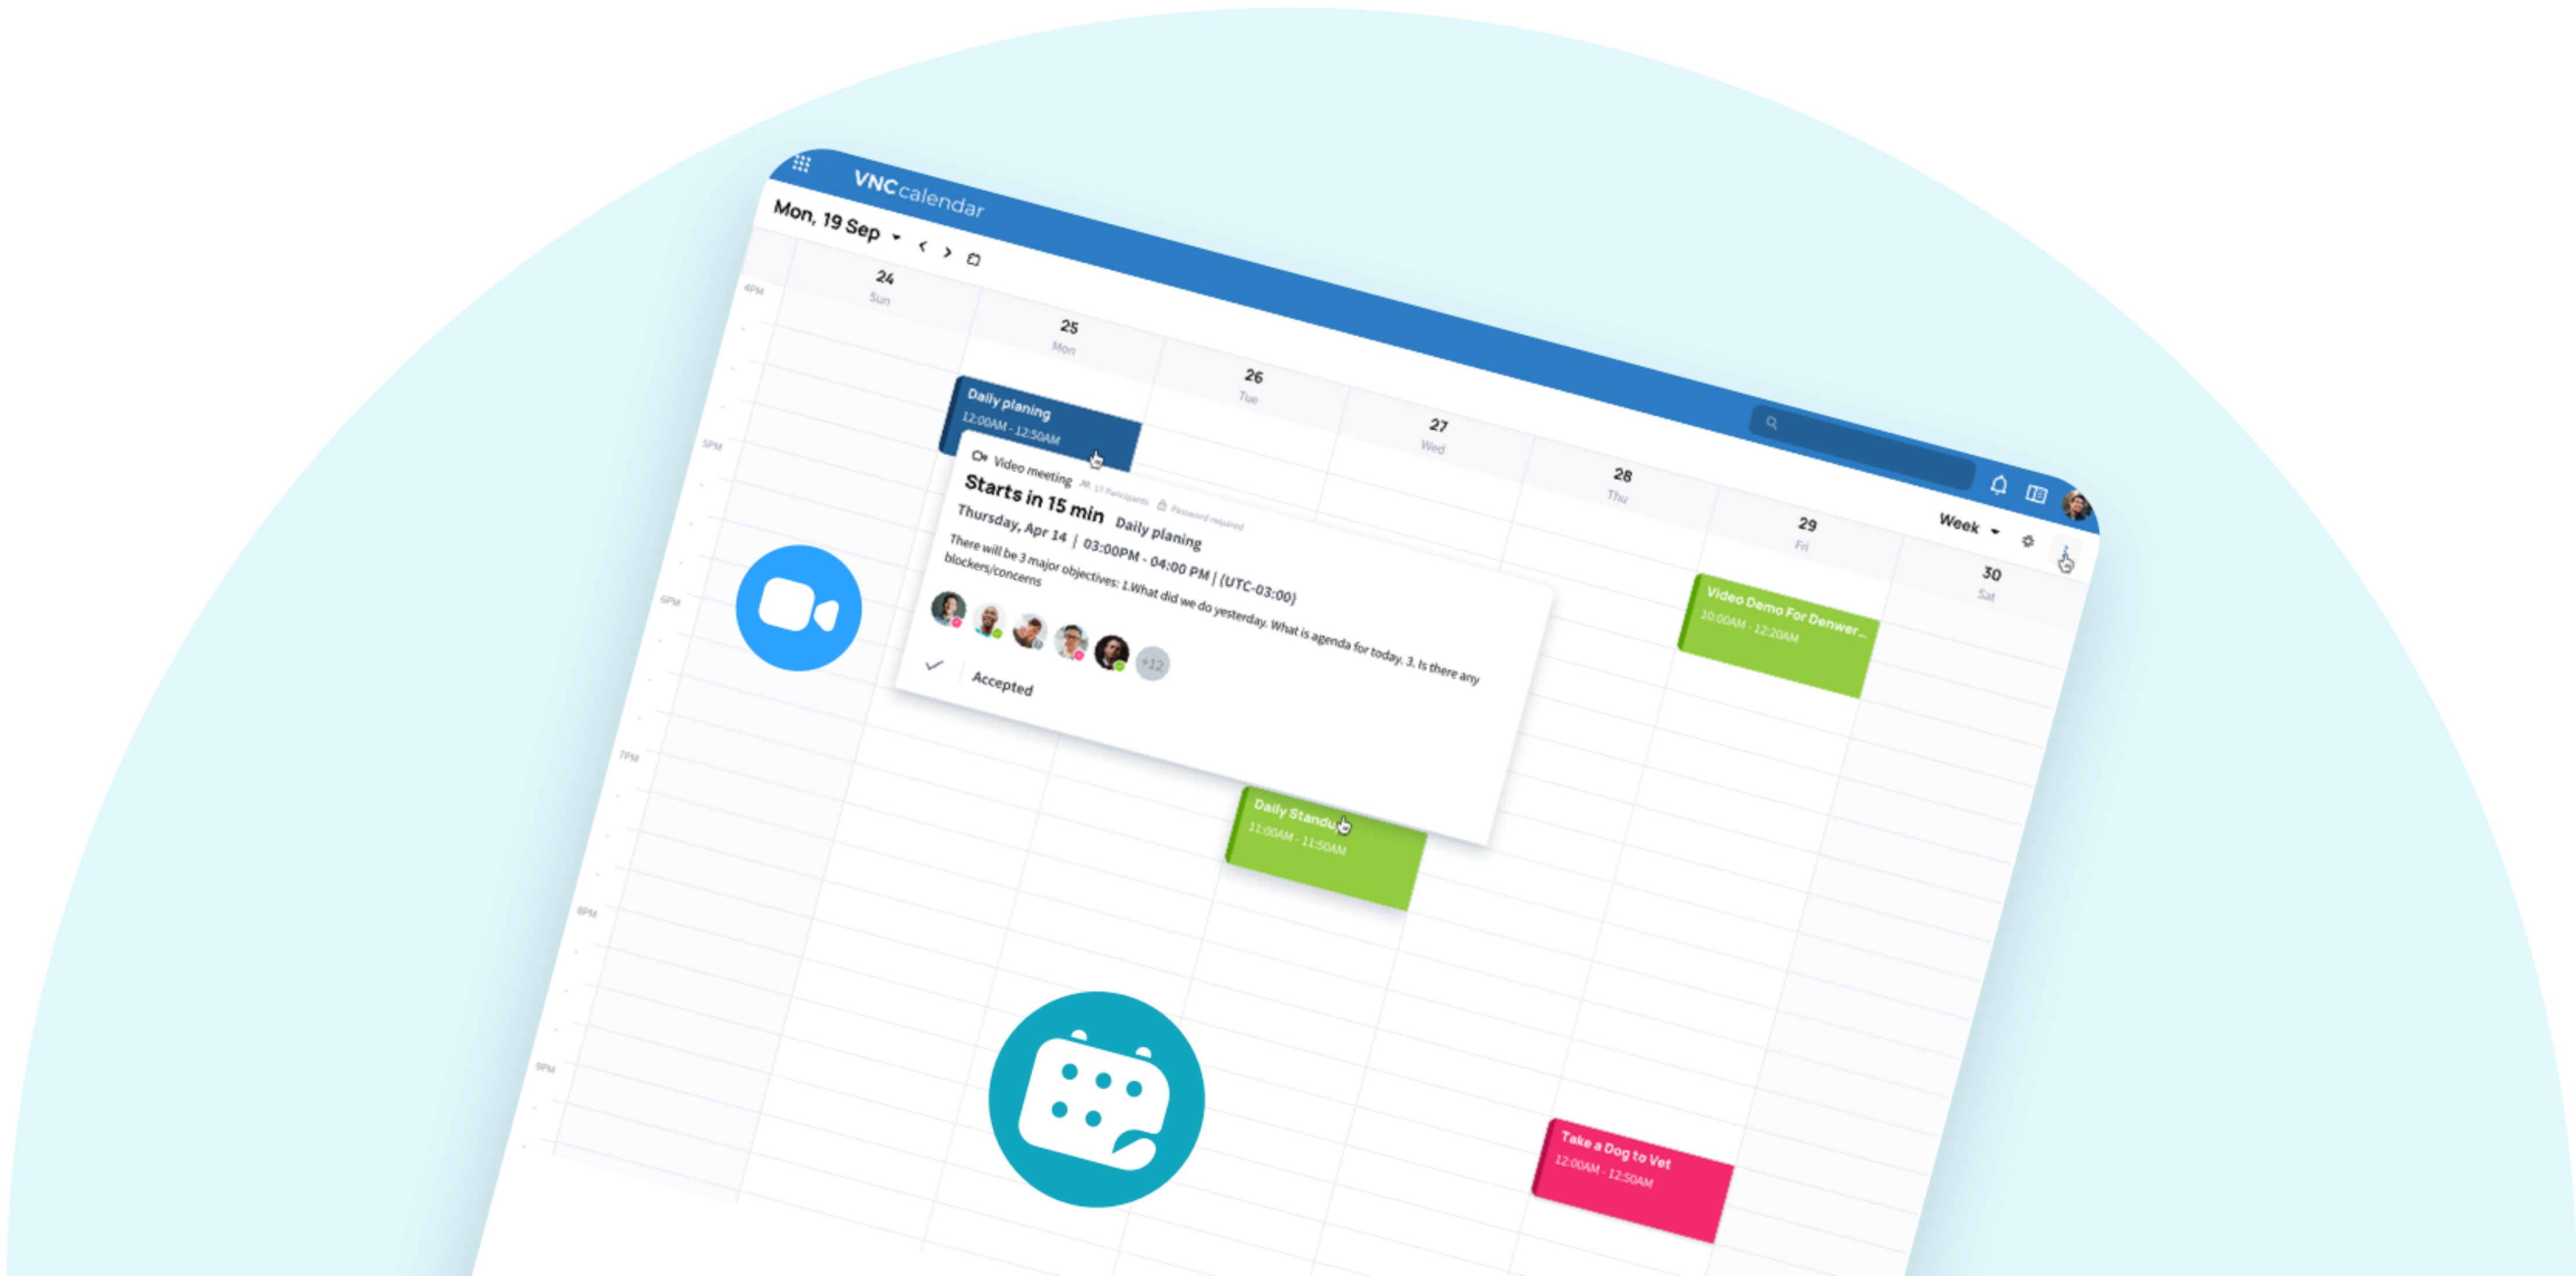 VNCcalendar
Mon, 19 Sep
Week
24
Sun
25
Mon
26
Tue
27
Wed
28
Thu
29
Fri
30
Sat
4PM
5PM
6PM
7PM
8PM
9PM
Daily planing
12:00AM - 12:50AM
Video meeting 17 Participants Password required
Starts in 15 min Daily planing
Thursday, Apr 14 | 03:00PM - 04:00 PM | (UTC-03:00)
There will be 3 major objectives: 1.What did we do yesterday. What is agenda for today. 3. Is there any
blockers/concerns
+12
Accepted
Video Demo For Denwer...
10:00AM - 12:20AM
Daily Standu
11:00AM - 11:50AM
Take a Dog to Vet
12:00AM - 12:50AM